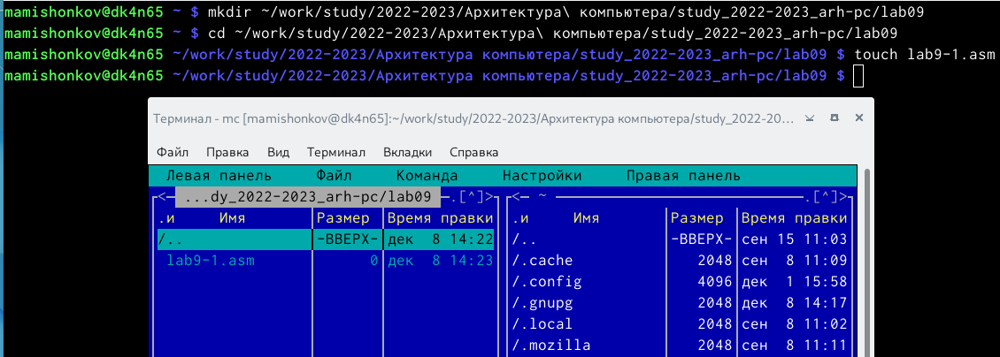 mamishonkov@dk4n65 ~ $ mkdir ~/work/study/2022-2023/Архитектура\ компьютера/study_2022-2023_arh-pc/lab09
mamishonkov@dk4n65 ~ $ cd ~/work/study/2022-2023/Архитектура\ компьютера/study_2022-2023_arh-pc/lab09
mamishonkov@dk4n65 ~/work/study/2022-2023/Архитектура компьютера/study_2022-2023_arh-pc/lab09 $ touch lab9-1.asm
mamishonkov@dk4n65 ~/work/study/2022-2023/Архитектура компьютера/study_2022-2023_arh-pc/lab09 $
Терминал - mc [mamishonkov@dk4n65]:~/work/study/2022-2023/Архитектура компьютера/study_2022-20...
Файл Правка Вид Терминал Вкладки Справка
Левая панель Файл Команда Настройки Правая панель
<- ...dy_2022-2023_arh-pc/lab09 -.[^]> <- ~ .[^]>
.и Имя Размер Время правки .и Имя Размер Время правки
/.. -ВВЕРХ- дек 8 14:22 /.. -ВВЕРХ- сен 15 11:03
lab9-1.asm 0 дек 8 14:23 /.cache 2048 сен 8 11:09
/.config 4096 дек 1 15:58
/.gnupg 2048 дек 8 14:17
/.local 2048 сен 8 11:02
/.mozilla 2048 сен 8 11:11